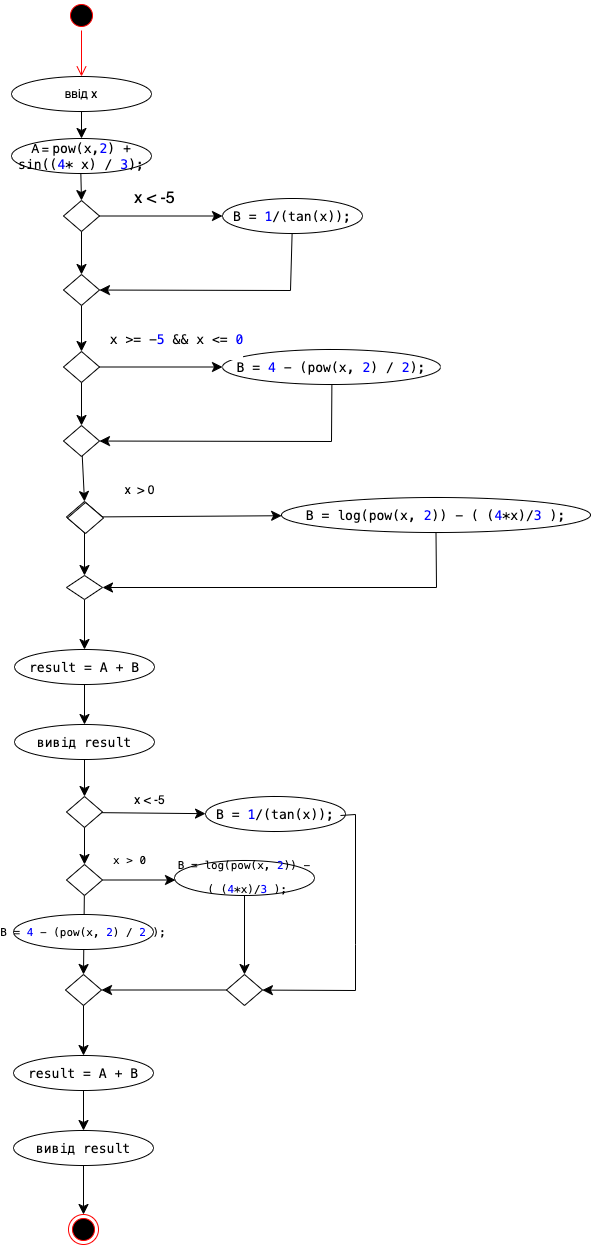 ввід x
A=pow(x,2) +
sin((4* x) / 3);
x < -5
B = 1/(tan(x));
x >= −5 && x <= 0
B = 4 − (pow(x, 2) / 2);
x > 0
B = log(pow(x, 2)) − ( (4*x)/3 );
result = A + B
вивід result
x < -5
B = 1/(tan(x));
x > 0
B = log(pow(x, 2)) −
( (4*x)/3 );
B = 4 − (pow(x, 2) / 2 );
result = A + B
вивід result